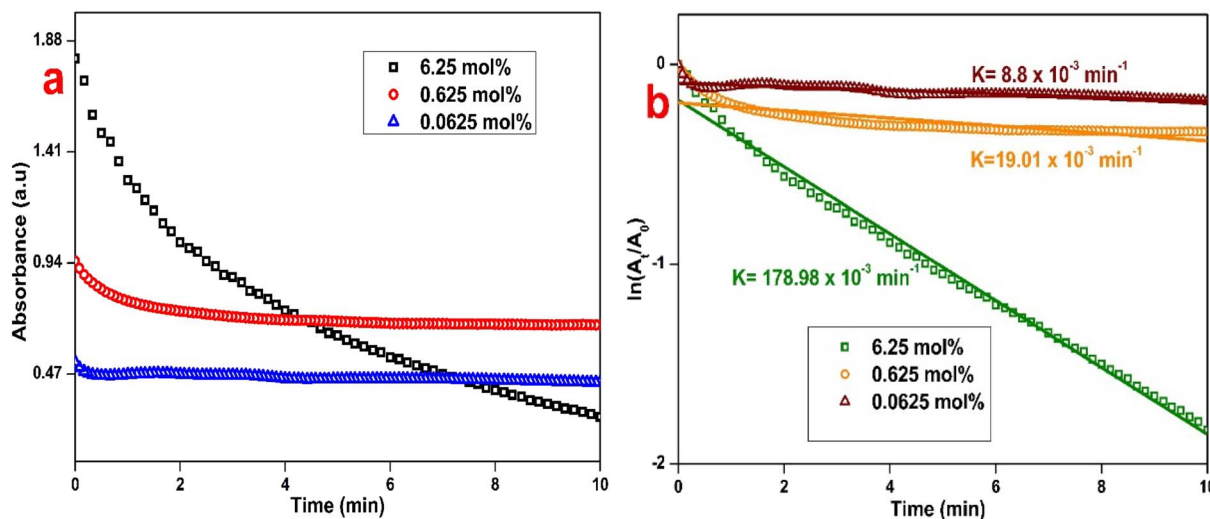 a
1.88
1.41
0.94
0.47
Absorbance (a.u)
0 2 4 6 8 10
Time (min)
6.25 mol%
0.625 mol%
0.0625 mol%
b
0
-1
-2
ln(At/A0)
0 2 4 6 8 10
Time (min)
K= 8.8 x 10⁻³ min⁻¹
K=19.01 x 10⁻³ min⁻¹
K= 178.98 x 10⁻³ min⁻¹
6.25 mol%
0.625 mol%
0.0625 mol%